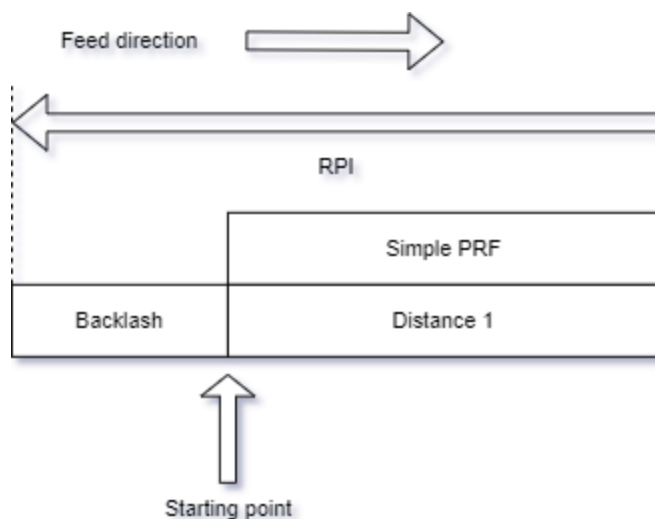 Feed direction
RPI
Simple PRF
Backlash
Distance 1
Starting point